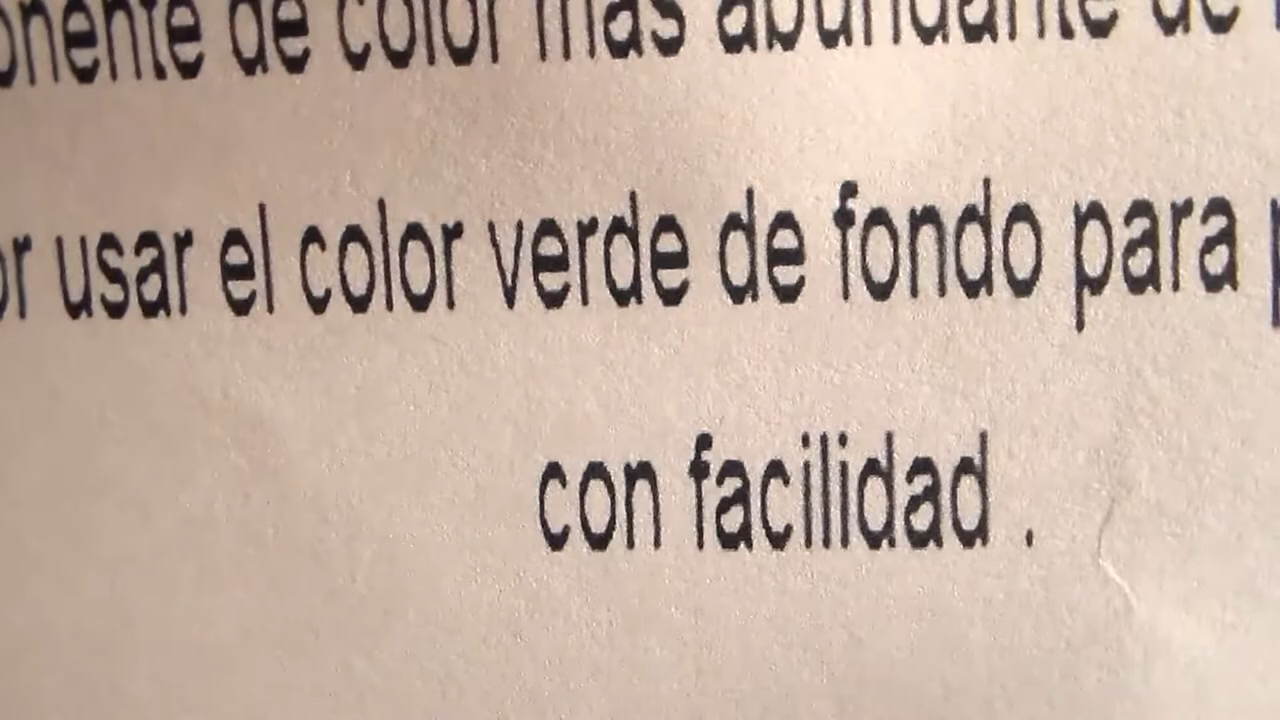 de color más abundante de
usar el color verde de fondo para
con facilidad .